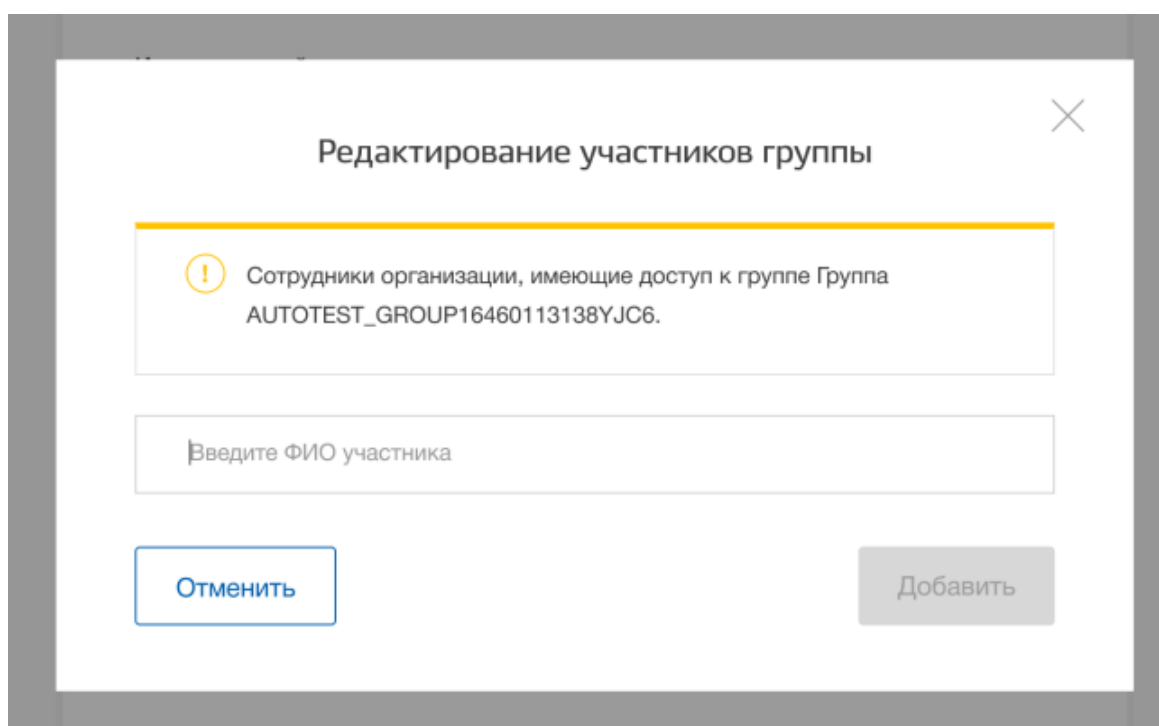 Редактирование участников группы
! Сотрудники организации, имеющие доступ к группе Группа
AUTOTEST_GROUP16460113138YJC6.
Введите ФИО участника
Отменить
Добавить